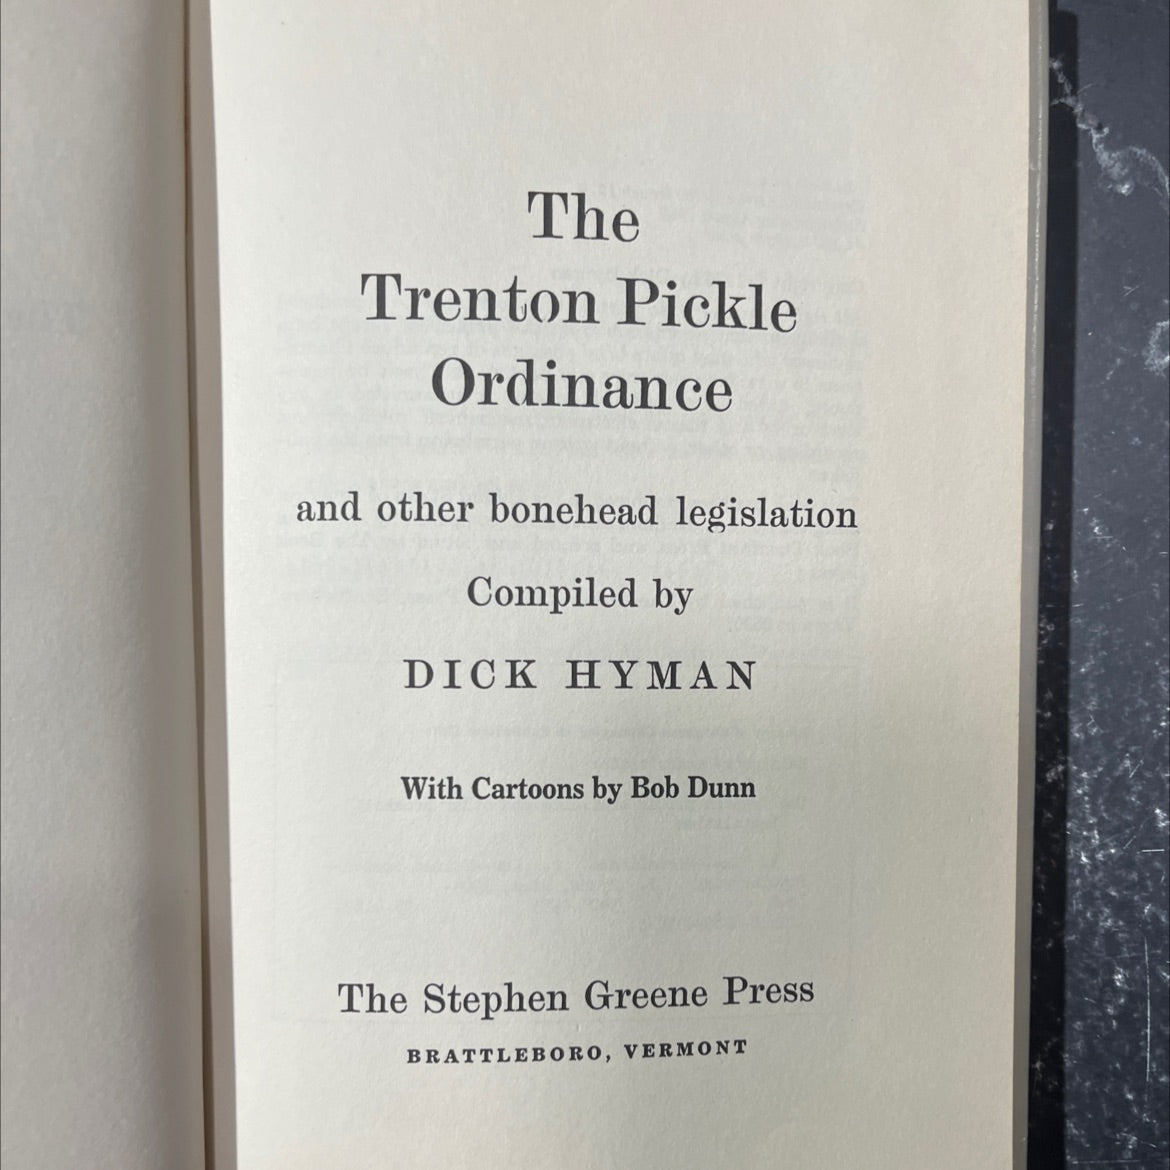 The
Trenton Pickle
Ordinance
and other bonehead legislation
Compiled by
DICK HYMAN
With Cartoons by Bob Dunn
The Stephen Greene Press
BRATTLEBORO, VERMONT